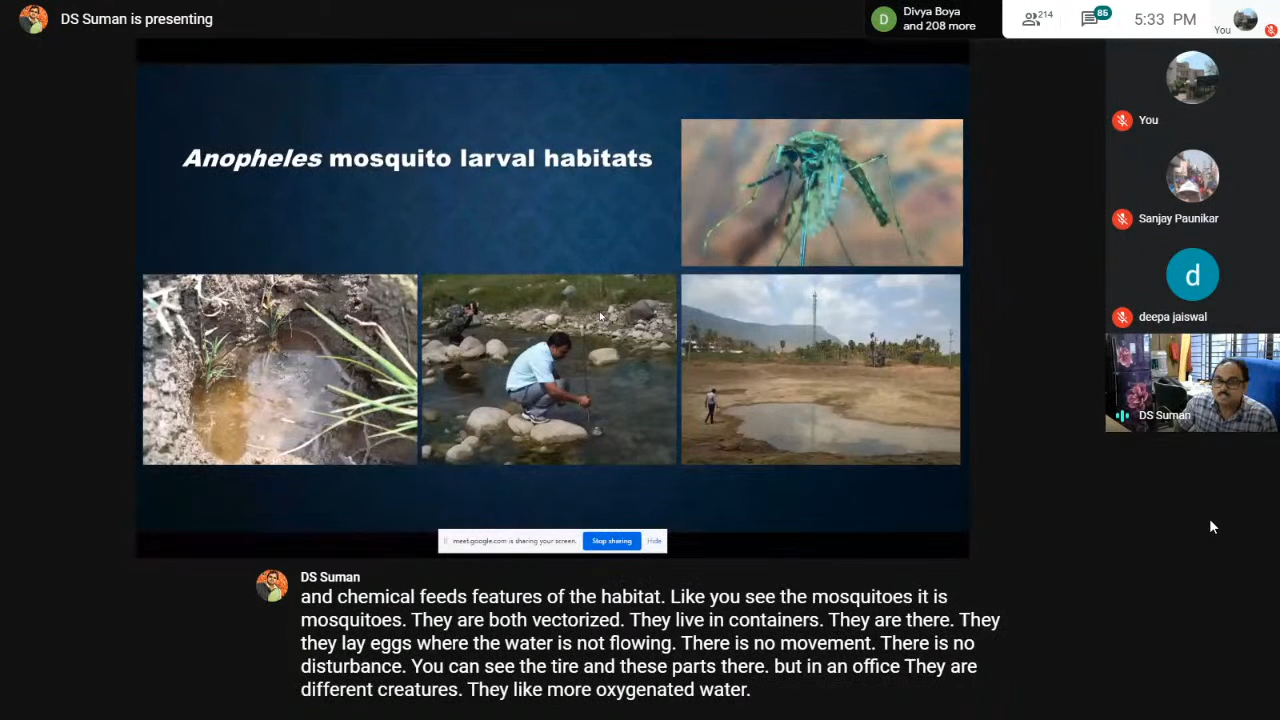 DS Suman is presenting
D
Divya Boya
and 208 more
214
85
5:33 PM
You
You
Anopheles mosquito larval habitats
Sanjay Paunikar
d
deepa jaiswal
DS Suman
meet.google.com is sharing your screen.
Stop sharing
Hide
DS Suman
and chemical feeds features of the habitat. Like you see the mosquitoes it is
mosquitoes. They are both vectorized. They live in containers. They are there. They
they lay eggs where the water is not flowing. There is no movement. There is no
disturbance. You can see the tire and these parts there. but in an office They are
different creatures. They like more oxygenated water.